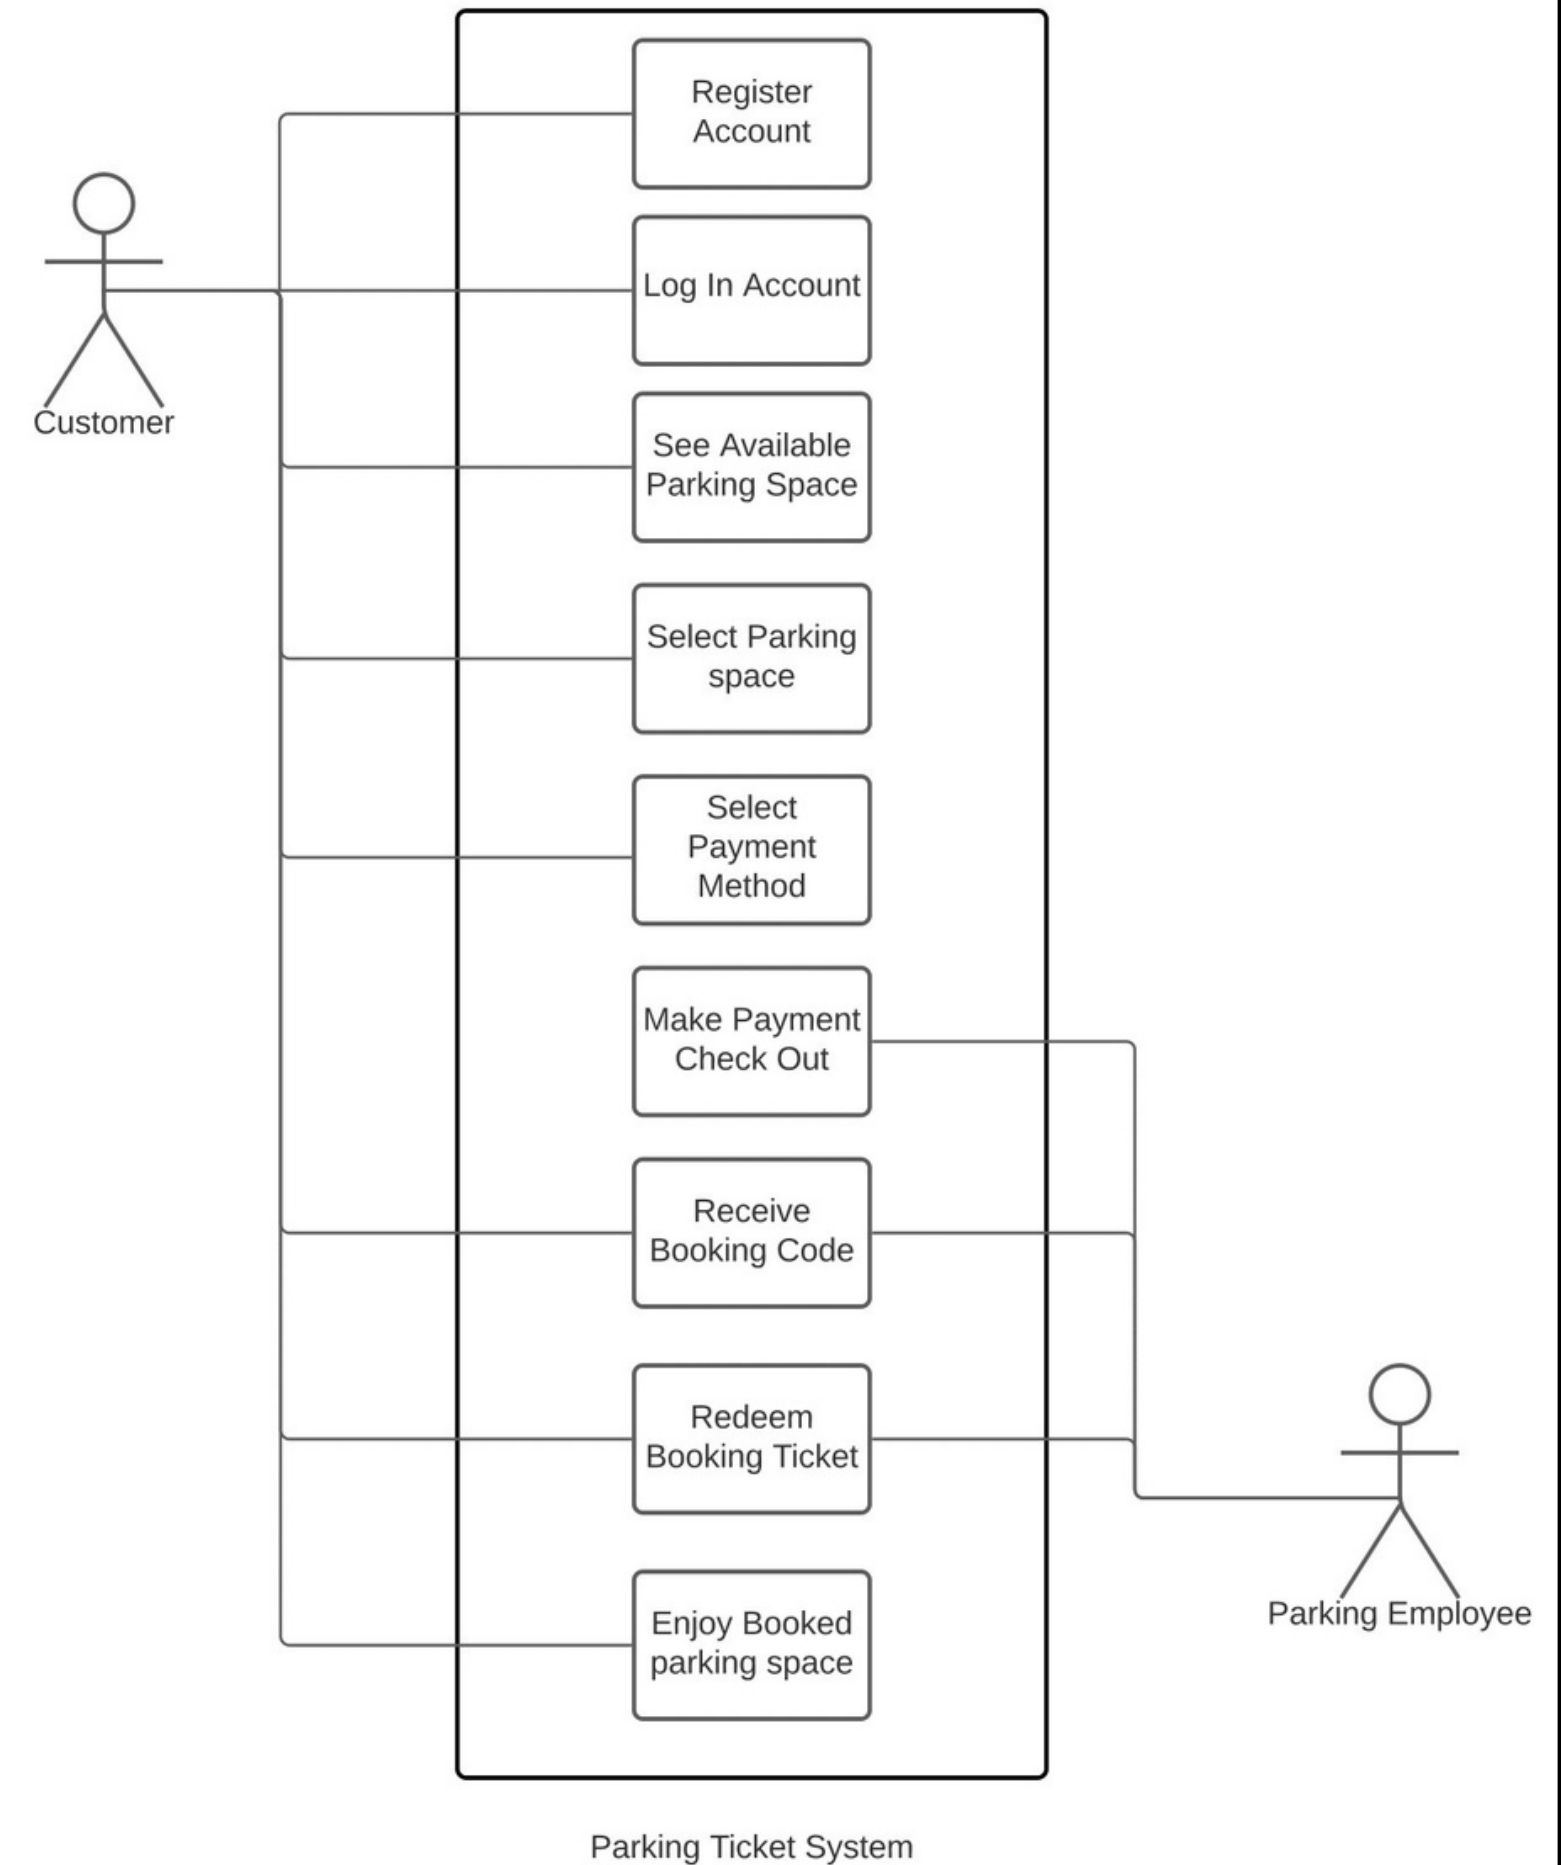 Register
Account
Log In Account
Customer
See Available
Parking Space
Select Parking
space
Select
Payment
Method
Make Payment
Check Out
Receive
Booking Code
Redeem
Booking Ticket
Enjoy Booked
parking space
Parking Employee
Parking Ticket System